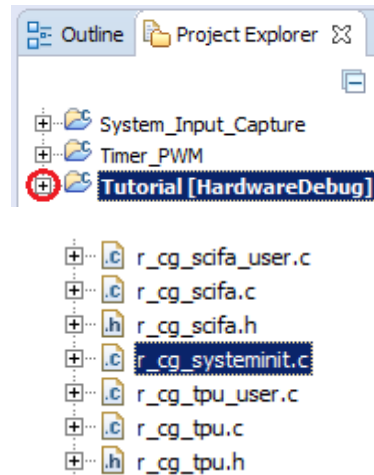 Outline Project Explorer
System_Input_Capture
Timer_PWM
Tutorial [HardwareDebug]
.c r_cg_scifa_user.c
.c r_cg_scifa.c
.h r_cg_scifa.h
.c r_cg_systeminit.c
.c r_cg_tpu_user.c
.c r_cg_tpu.c
.h r_cg_tpu.h